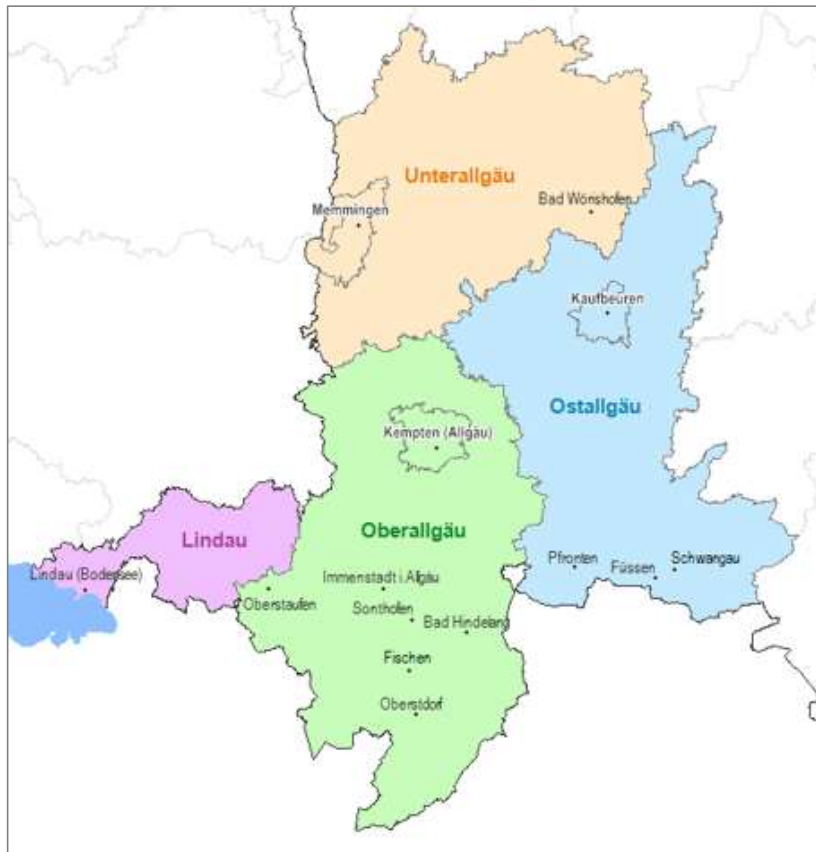 Unterallgäu
Bad Wörishofen
Memmingen
Kaufbeuren
Ostallgäu
Kempten (Allgäu)
Oberallgäu
Lindau
Pfronten
Füssen
Schwangau
Lindau (Bodensee)
Immenstadt i.Allgäu
Oberstaufen
Sonthofen
Bad Hindelang
Fischen
Oberstdorf